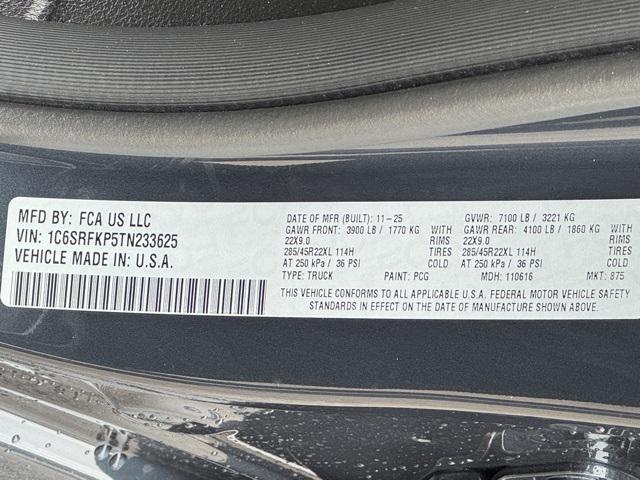 MFD BY: FCA US LLC
VIN: 1C6SRFKP5TN233625
VEHICLE MADE IN: U.S.A.
DATE OF MFR (BUILT): 11-25 GVWR: 7100 LB / 3221 KG
GAWR FRONT: 3900 LB / 1770 KG WITH GAWR REAR: 4100 LB / 1860 KG WITH
22X9.0 RIMS 22X9.0 RIMS
285/45R22XL 114H TIRES 285/45R22XL 114H TIRES
AT 250 kPa / 36 PSI COLD AT 250 kPa / 36 PSI COLD
TYPE: TRUCK PAINT: PCG MDH: 110616 MKT: 875
THIS VEHICLE CONFORMS TO ALL APPLICABLE U.S.A. FEDERAL MOTOR VEHICLE SAFETY
STANDARDS IN EFFECT ON THE DATE OF MANUFACTURE SHOWN ABOVE.